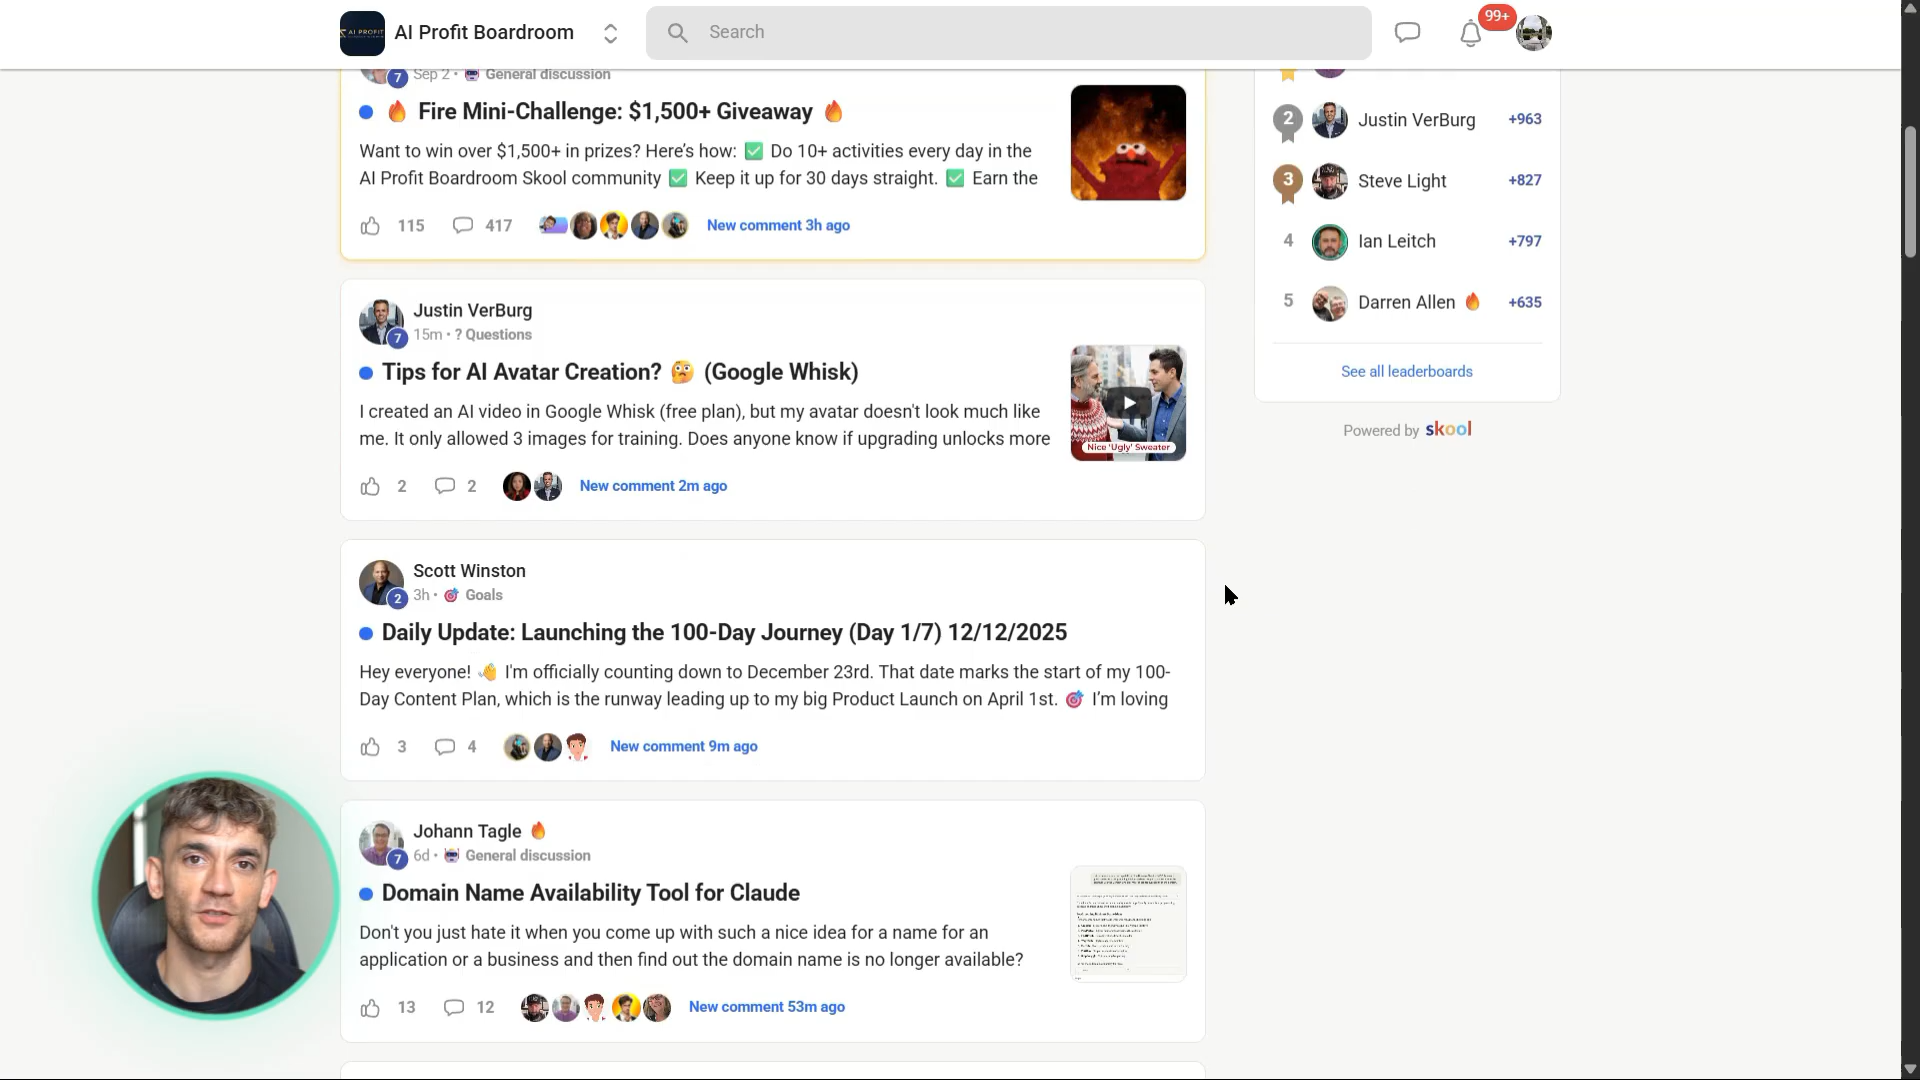 AI PROFIT
AI Profit Boardroom
Search
99+
7
Sep 2 • General discussion
🔥 Fire Mini-Challenge: $1,500+ Giveaway 🔥
Want to win over $1,500+ in prizes? Here’s how: ✅ Do 10+ activities every day in the
AI Profit Boardroom Skool community ✅ Keep it up for 30 days straight. ✅ Earn the
115
417
New comment 3h ago
Justin VerBurg
7
15m • ? Questions
Tips for AI Avatar Creation? 🤔 (Google Whisk)
I created an AI video in Google Whisk (free plan), but my avatar doesn't look much like
me. It only allowed 3 images for training. Does anyone know if upgrading unlocks more
Nice 'Ugly' Sweater
2
2
New comment 2m ago
Scott Winston
2
3h • 🎯 Goals
Daily Update: Launching the 100-Day Journey (Day 1/7) 12/12/2025
Hey everyone! 👋 I'm officially counting down to December 23rd. That date marks the start of my 100-
Day Content Plan, which is the runway leading up to my big Product Launch on April 1st. 🎯 I’m loving
3
4
New comment 9m ago
Johann Tagle 🔥
7
6d • General discussion
Domain Name Availability Tool for Claude
Don't you just hate it when you come up with such a nice idea for a name for an
application or a business and then find out the domain name is no longer available?
13
12
New comment 53m ago
2 Justin VerBurg +963
3 Steve Light +827
4 Ian Leitch +797
5 Darren Allen 🔥 +635
See all leaderboards
Powered by skool